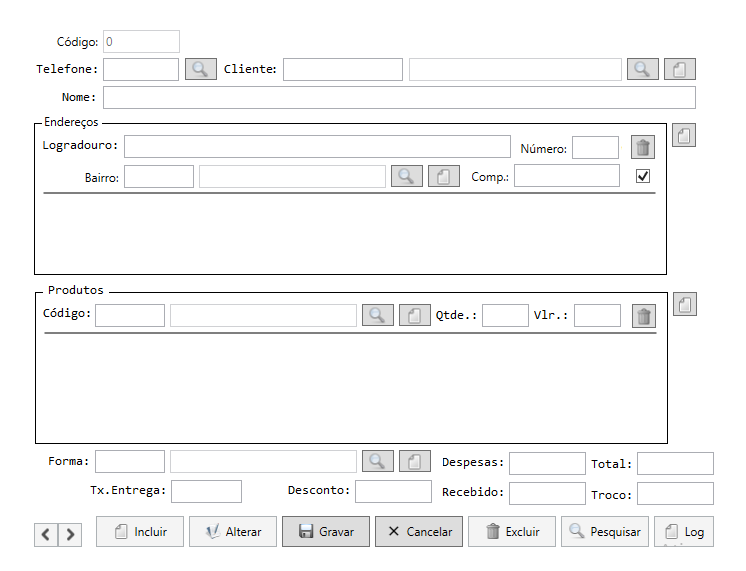 Código: 0
Telefone: Cliente:
Nome:
Endereços
Logradouro: Número:
Bairro: Comp.:
Produtos
Código: Qtde.: Vlr.:
Forma: Despesas: Total:
Tx.Entrega: Desconto: Recebido: Troco:
Incluir Alterar Gravar Cancelar Excluir Pesquisar Log